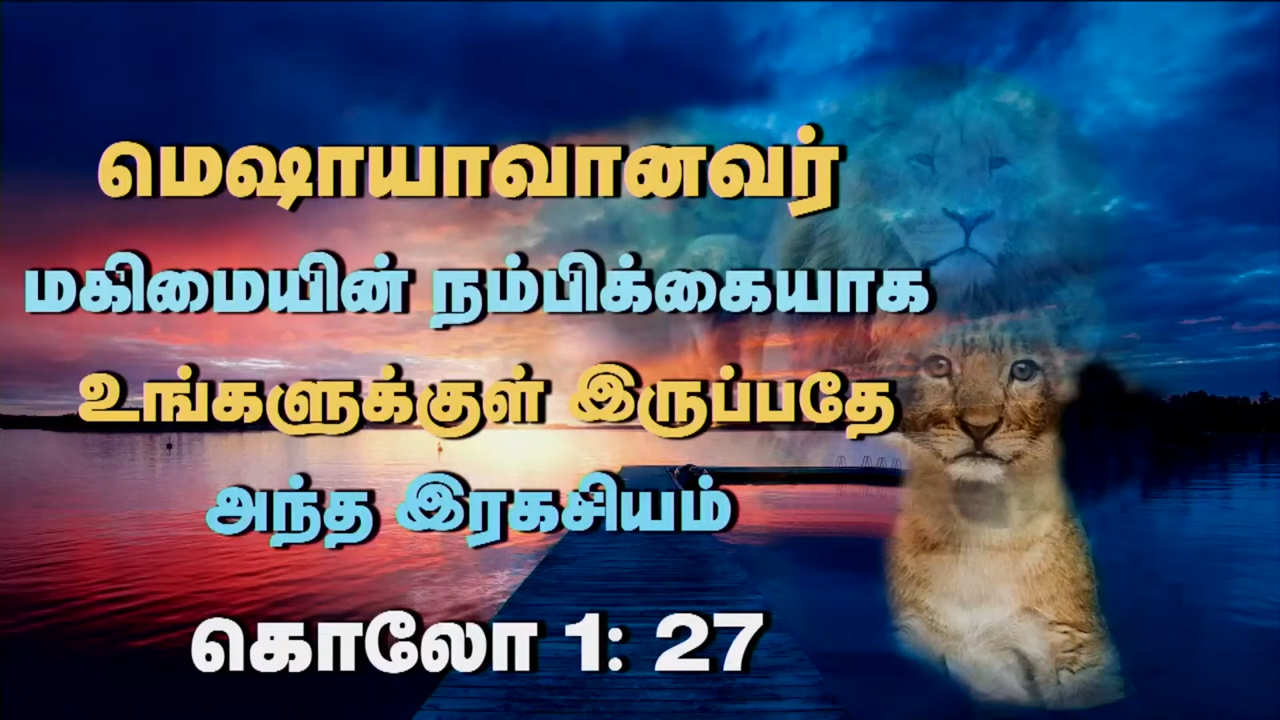 மெஷாயாவானவர்
மகிமையின் நம்பிக்கையாக
உங்களுக்குள் இருப்பதே
அந்த இரகசியம்
கொலோ 1: 27